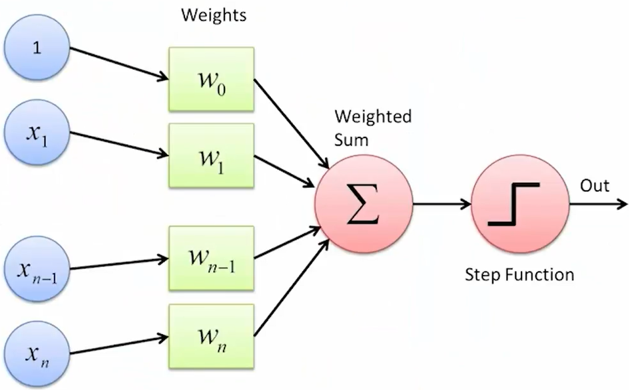 Weights
1
w₀
x₁
w₁
Weighted
Sum
Σ
Out
Step Function
xₙ₋₁
wₙ₋₁
xₙ
wₙ